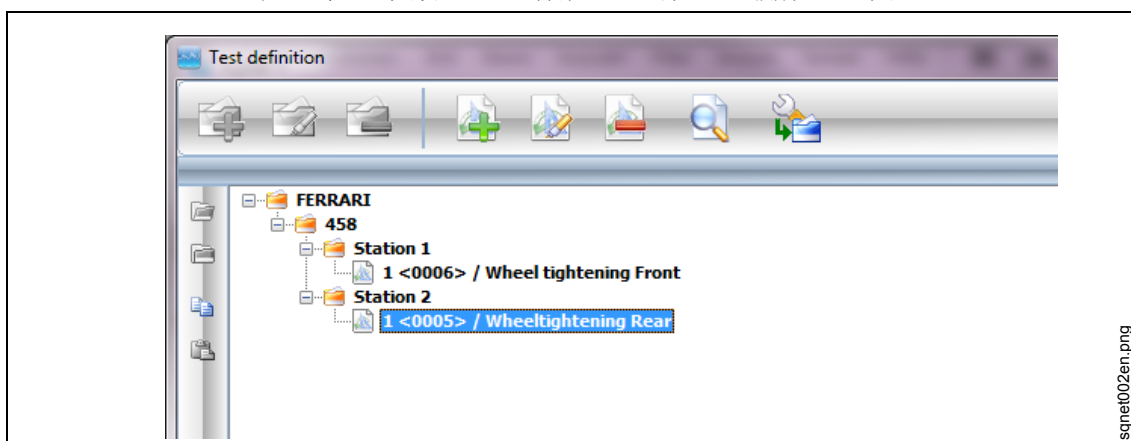 Test definition
FERRARI
458
Station 1
1 <0006> / Wheel tightening Front
Station 2
1 <0005> / Wheeltightening Rear
sqnet002en.png